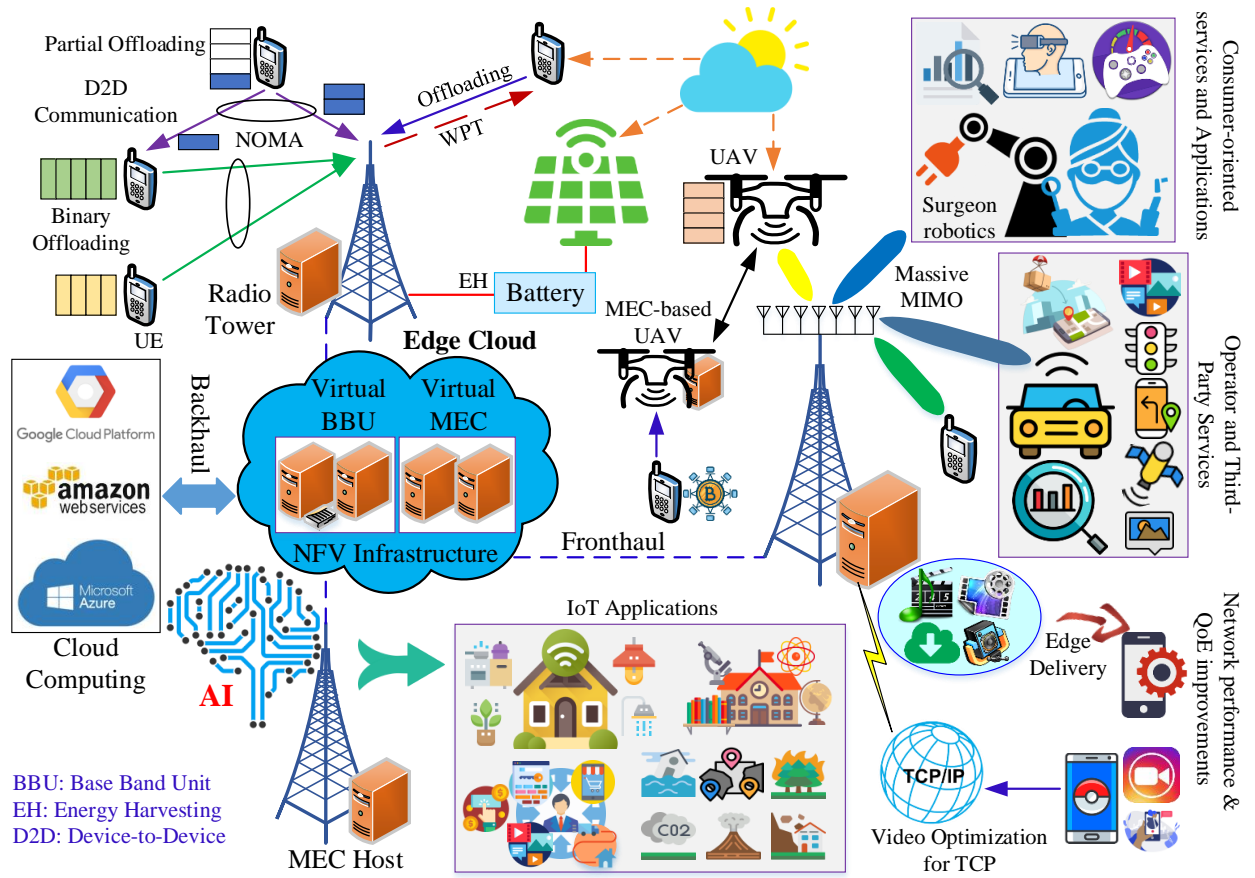 Partial Offloading
D2D
Communication
NOMA
Binary
Offloading
UE
Offloading
WPT
Radio
Tower
EH
Battery
UAV
MEC-based
UAV
Massive
MIMO
Surgeon
robotics
Consumer-oriented
services and Applications
Operator and Third-
Party Services
Network performance &
QoE improvements
Edge Cloud
Virtual
BBU
Virtual
MEC
NFV Infrastructure
Backhaul
Fronthaul
Google Cloud Platform
amazon
webservices
Microsoft
Azure
Cloud
Computing
AI
MEC Host
IoT Applications
CO2
B
2 4 5
Edge
Delivery
TCP/IP
Video Optimization
for TCP
BBU: Base Band Unit
EH: Energy Harvesting
D2D: Device-to-Device